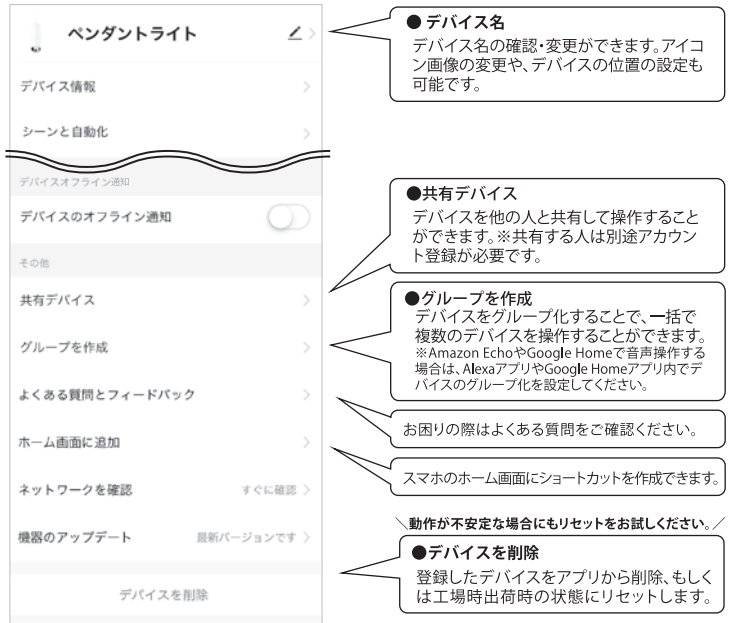 ペンダントライト
デバイス情報
シーンと自動化
デバイスオフライン通知
デバイスのオフライン通知
その他
共有デバイス
グループを作成
よくある質問とフィードバック
ホーム画面に追加
ネットワークを確認 すぐに確認
機器のアップデート 最新バージョンです
デバイスを削除
●デバイス名
デバイス名の確認・変更ができます。アイコ
ン画像の変更や、デバイスの位置の設定も
可能です。
●共有デバイス
デバイスを他の人と共有して操作すること
ができます。※共有する人は別途アカウン
ト登録が必要です。
●グループを作成
デバイスをグループ化することで、一括で
複数のデバイスを操作することができます。
※Amazon EchoやGoogle Homeで音声操作する
場合は、AlexaアプリやGoogle Homeアプリ内でデ
バイスのグループ化を設定してください。
お困りの際はよくある質問をご確認ください。
スマホのホーム画面にショートカットを作成できます。
＼動作が不安定な場合にもリセットをお試しください。／
●デバイスを削除
登録したデバイスをアプリから削除、もしく
は工場時出荷時の状態にリセットします。